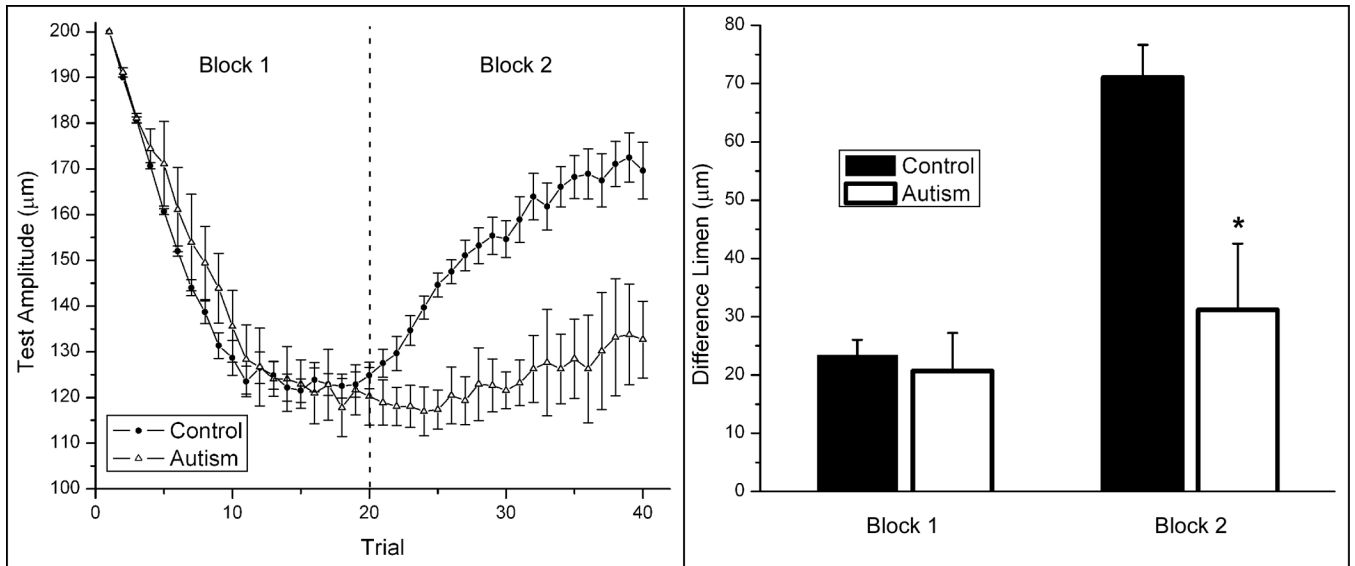 Block 1
Block 2
Test Amplitude (μm)
200
190
180
170
160
150
140
130
120
110
100
Control
Autism
0
10
20
30
40
Trial
Difference Limen (μm)
80
70
60
50
40
30
20
10
0
Control
Autism
*
Block 1
Block 2